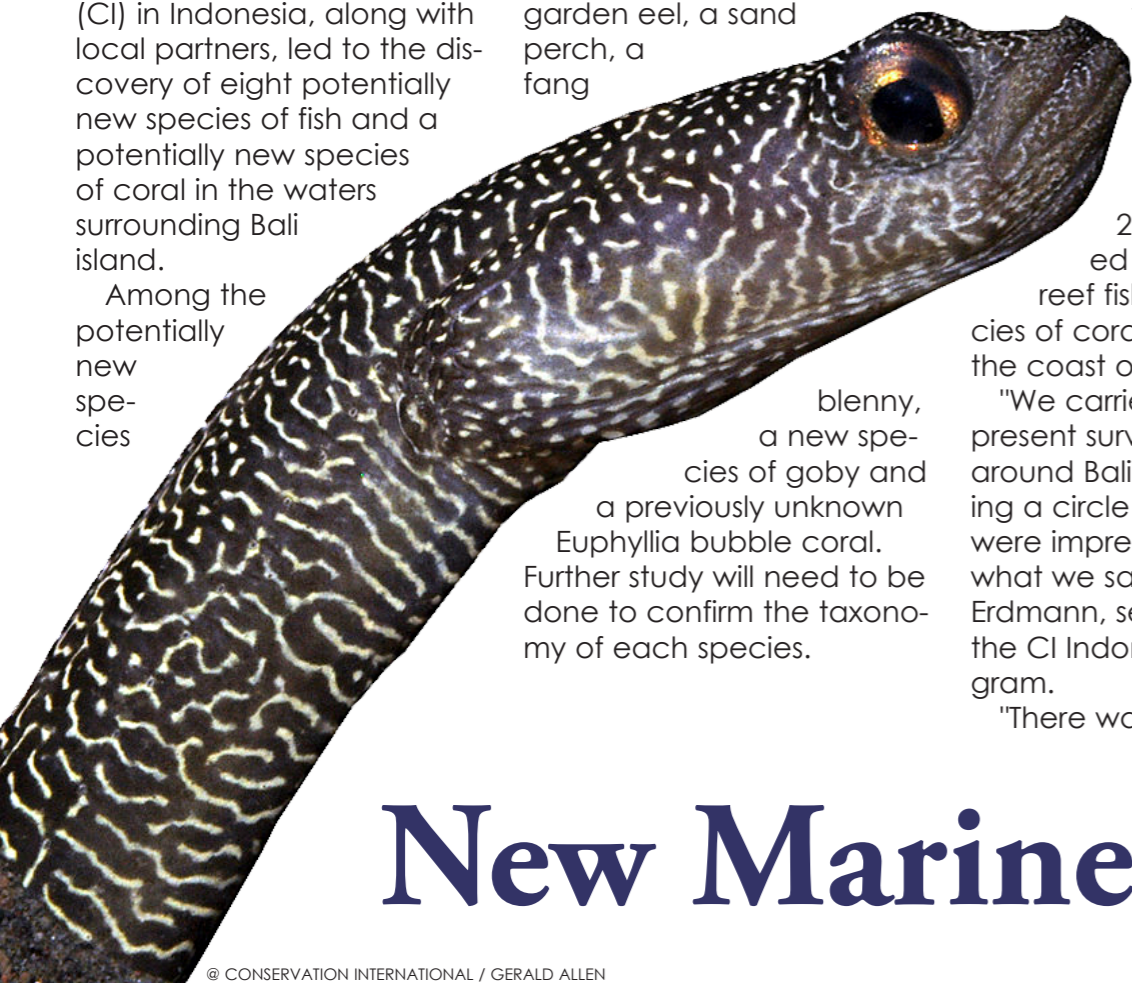 (CI) in Indonesia, along with
local partners, led to the dis-
covery of eight potentially
new species of fish and a
potentially new species
of coral in the waters
surrounding Bali
island.
Among the
potentially
new
spe-
cies
garden eel, a sand
perch, a
fang
blenny,
a new spe-
cies of goby and
a previously unknown
Euphyllia bubble coral.
Further study will need to be
done to confirm the taxono-
my of each species.
2
ed
reef fis
cies of cor
the coast o
"We carrie
present surv
around Bali
ing a circle
were impre
what we sa
Erdmann, se
the CI Indo
gram.
"There wa
New Marine
@ CONSERVATION INTERNATIONAL / GERALD ALLEN